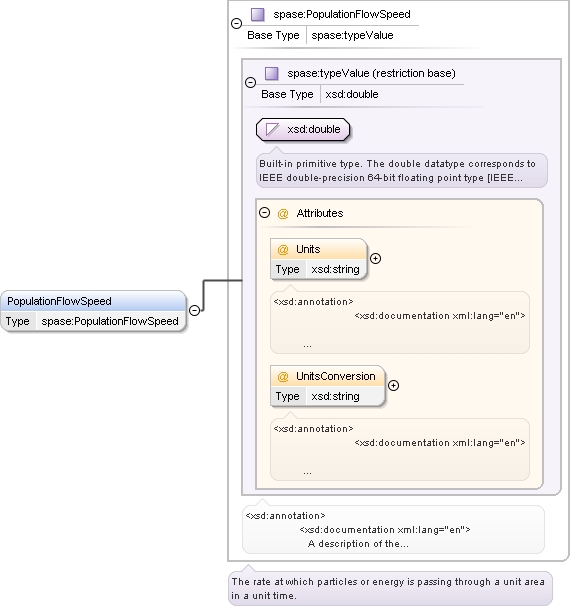 spase:PopulationFlowSpeed
Base Type spase:typeValue
spase:typeValue (restriction base)
Base Type xsd:double
xsd:double
Built-in primitive type. The double datatype corresponds to
IEEE double-precision 64-bit floating point type [IEEE...
@ Attributes
@ Units
Type xsd:string
<xsd:annotation>
<xsd:documentation xml:lang="en">
...
@ UnitsConversion
Type xsd:string
<xsd:annotation>
<xsd:documentation xml:lang="en">
...
<xsd:annotation>
<xsd:documentation xml:lang="en">
A description of the...
PopulationFlowSpeed
Type spase:PopulationFlowSpeed
The rate at which particles or energy is passing through a unit area
in a unit time.